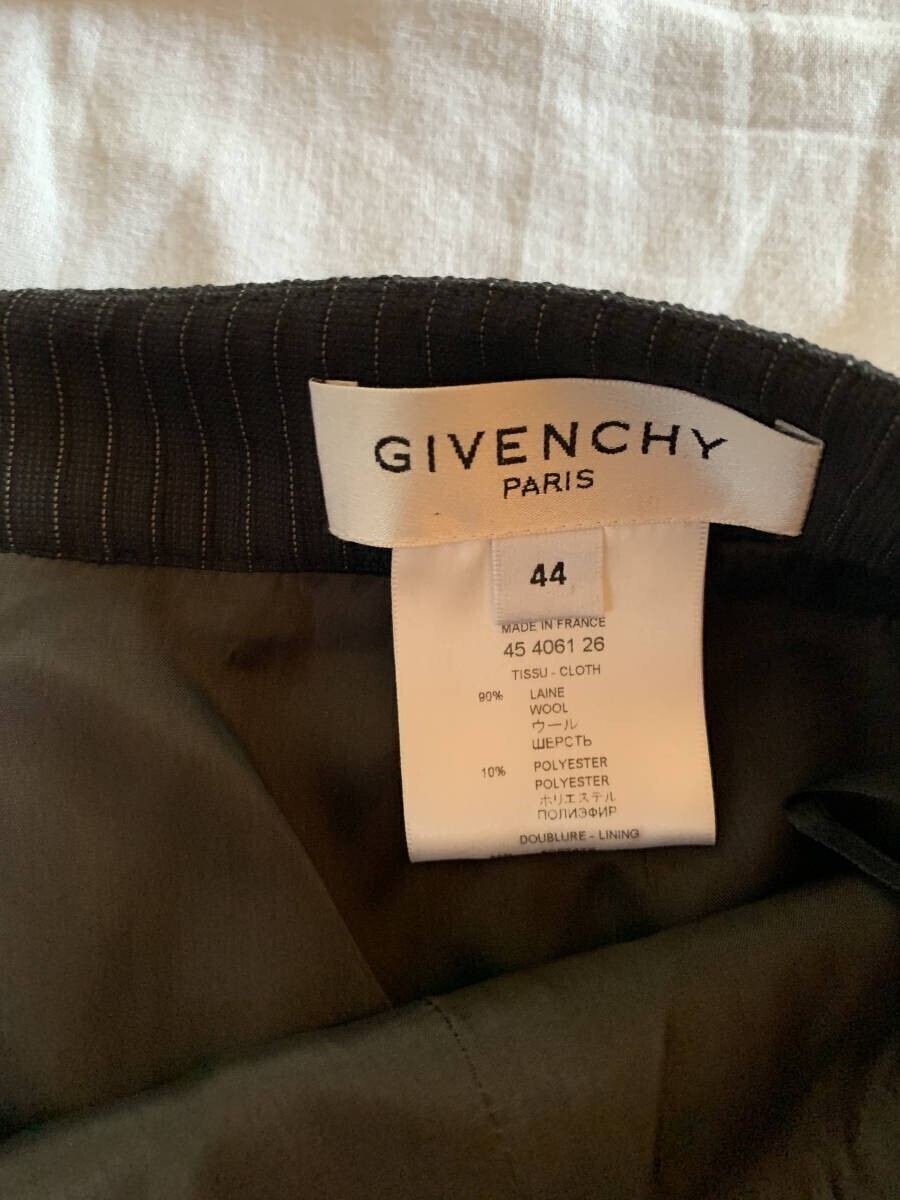 GIVENCHY
PARIS
44
MADE IN FRANCE
45 4061 26
TISSU - CLOTH
90% LAINE
WOOL
ウール
ШЕРСТЬ
10% POLYESTER
POLYESTER
ポリエステル
ПОЛИЭФИР
DOUBLURE - LINING